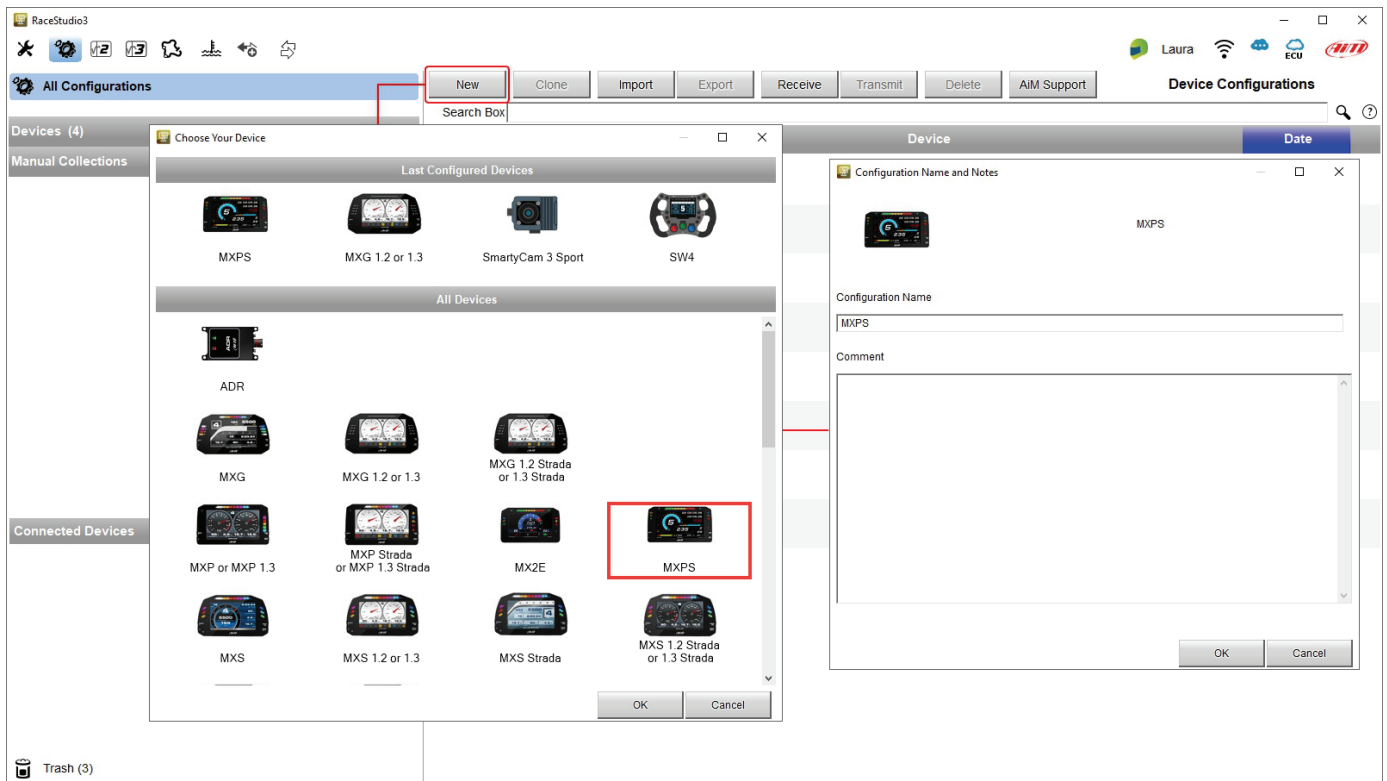 RaceStudio3
Laura
ECU
AiM
All Configurations
New
Clone
Import
Export
Receive
Transmit
Delete
AiM Support
Device Configurations
Search Box
Devices (4)
Manual Collections
Connected Devices
Trash (3)
Device
Date
Choose Your Device
Last Configured Devices
MXPS
MXG 1.2 or 1.3
SmartyCam 3 Sport
SW4
All Devices
ADR
ADR
MXG
MXG 1.2 or 1.3
MXG 1.2 Strada
or 1.3 Strada
MXP or MXP 1.3
MXP Strada
or MXP 1.3 Strada
MX2E
MXPS
MXS
MXS 1.2 or 1.3
MXS Strada
MXS 1.2 Strada
or 1.3 Strada
OK
Cancel
Configuration Name and Notes
MXPS
Configuration Name
MXPS
Comment
OK
Cancel